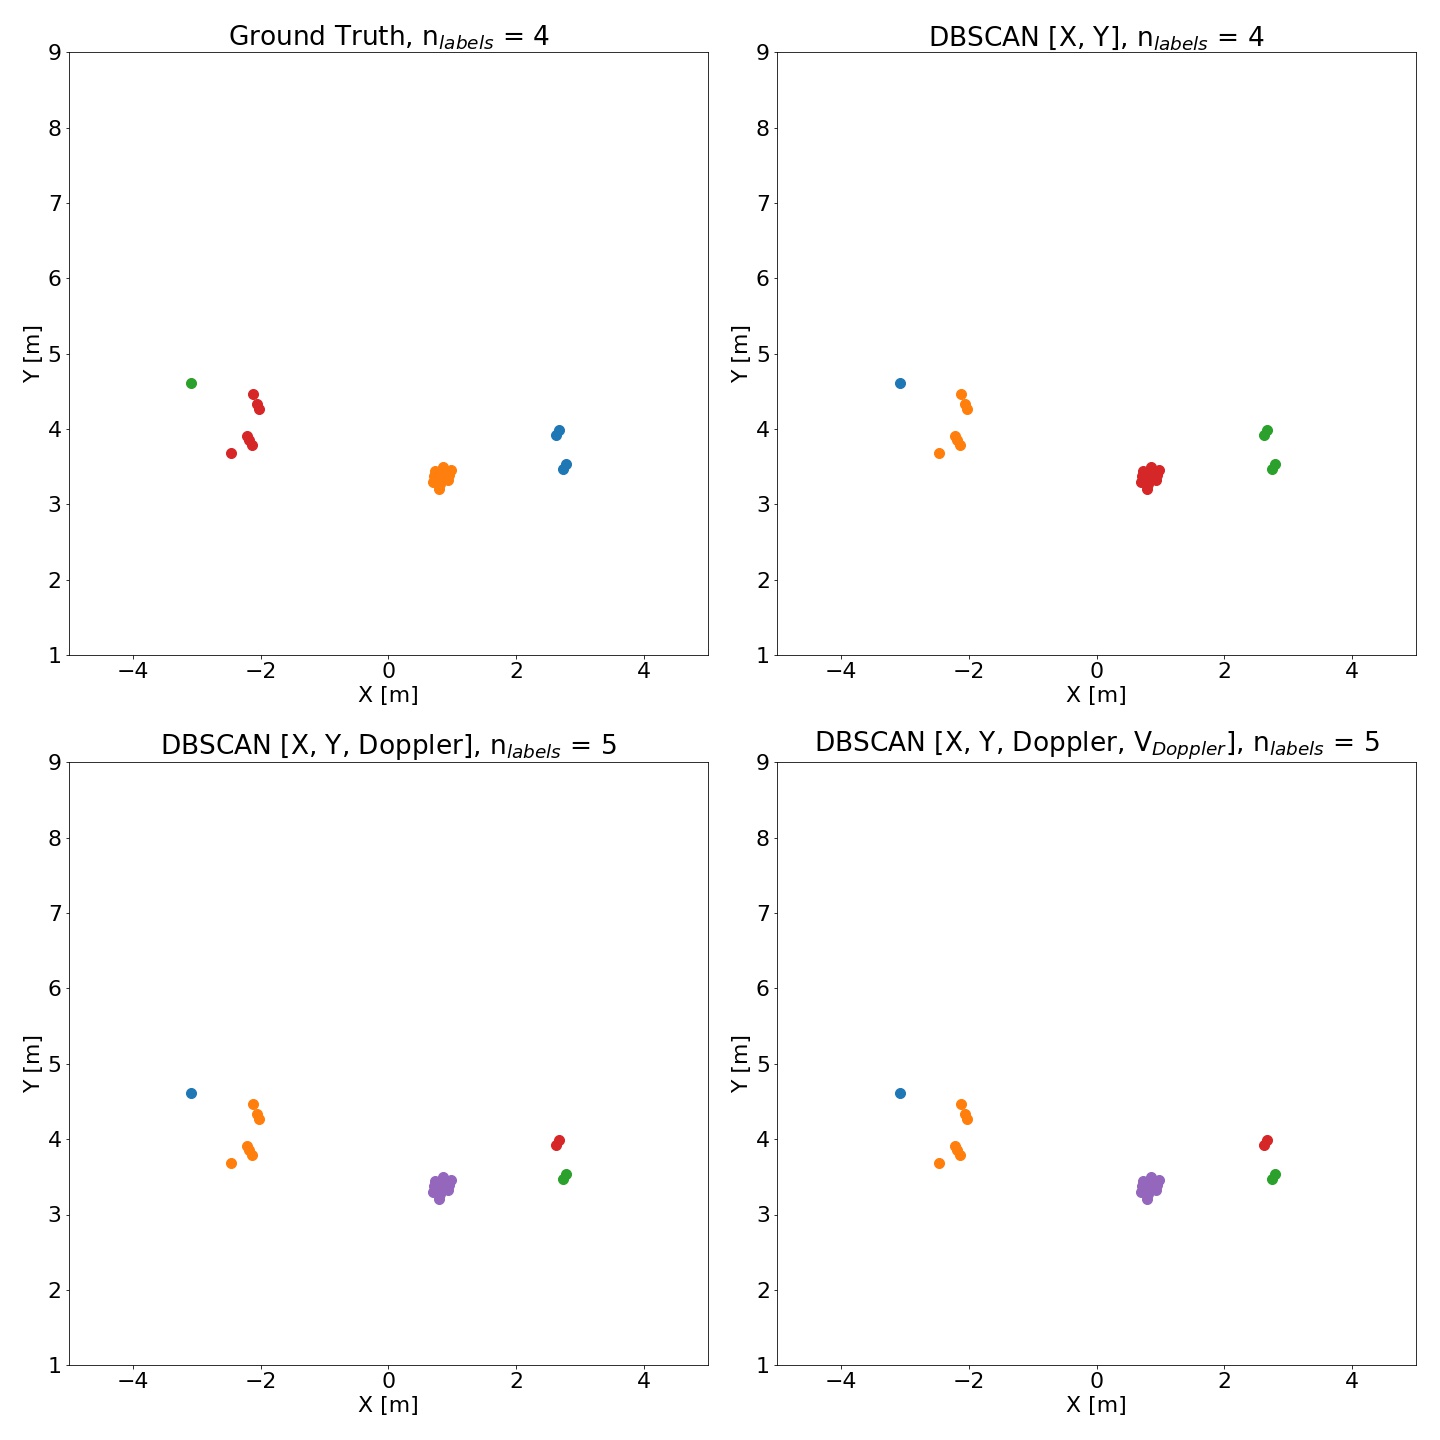 Ground Truth, n_labels = 4
9
8
7
6
5
4
3
2
1
Y [m]
−4 −2 0 2 4
X [m]
DBSCAN [X, Y], n_labels = 4
9
8
7
6
5
4
3
2
1
Y [m]
−4 −2 0 2 4
X [m]
DBSCAN [X, Y, Doppler], n_labels = 5
9
8
7
6
5
4
3
2
1
Y [m]
−4 −2 0 2 4
X [m]
DBSCAN [X, Y, Doppler, V_Doppler], n_labels = 5
9
8
7
6
5
4
3
2
1
Y [m]
−4 −2 0 2 4
X [m]